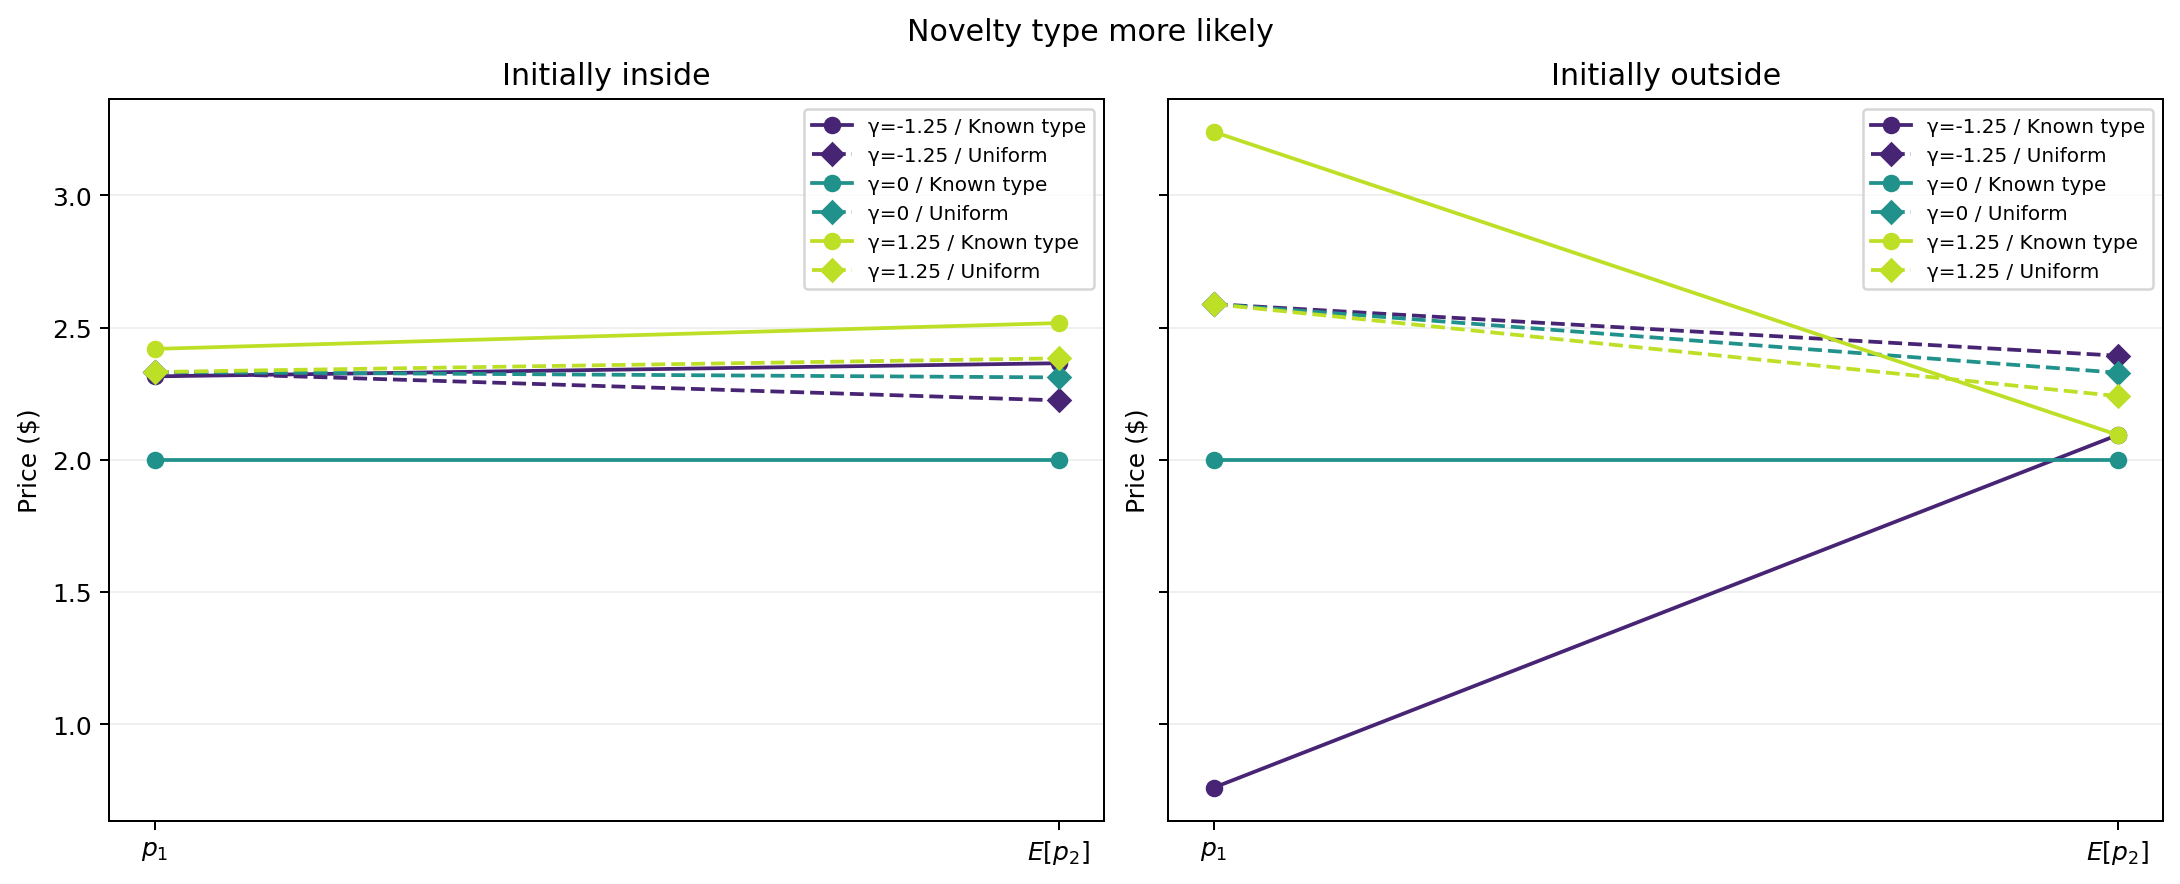 Novelty type more likely
Initially inside
Initially outside
γ=-1.25 / Known type
γ=-1.25 / Uniform
γ=0 / Known type
γ=0 / Uniform
γ=1.25 / Known type
γ=1.25 / Uniform
γ=-1.25 / Known type
γ=-1.25 / Uniform
γ=0 / Known type
γ=0 / Uniform
γ=1.25 / Known type
γ=1.25 / Uniform
3.0
2.5
2.0
1.5
1.0
Price ($)
Price ($)
p₁
E[p₂]
p₁
E[p₂]